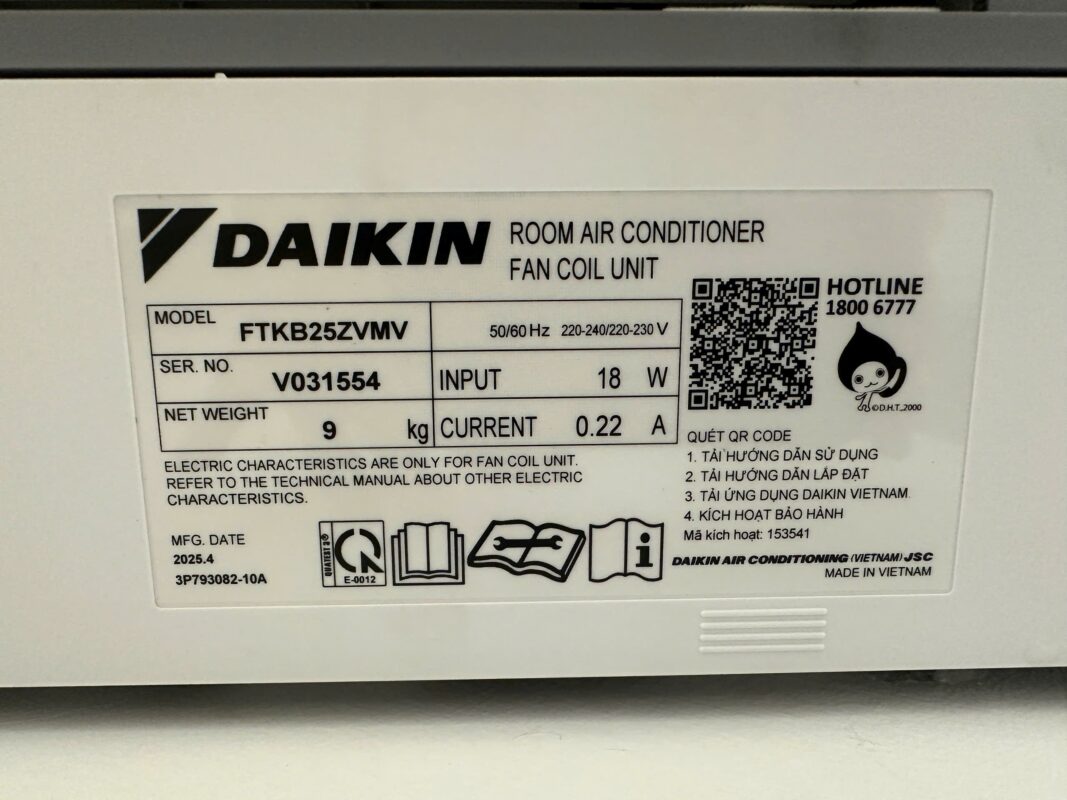 DAIKIN
ROOM AIR CONDITIONER
FAN COIL UNIT
MODEL FTKB25ZVMV
50/60 Hz 220-240/220-230 V
SER. NO. V031554
INPUT 18 W
NET WEIGHT 9 kg
CURRENT 0.22 A
ELECTRIC CHARACTERISTICS ARE ONLY FOR FAN COIL UNIT.
REFER TO THE TECHNICAL MANUAL ABOUT OTHER ELECTRIC
CHARACTERISTICS.
MFG. DATE
2025.4
3P793082-10A
QUATEST 3®
CR
E-0012
i
HOTLINE
1800 6777
©D.H.T.,2000
QUÉT QR CODE
1. TẢI HƯỚNG DẪN SỬ DỤNG
2. TẢI HƯỚNG DẪN LẮP ĐẶT
3. TẢI ỨNG DỤNG DAIKIN VIETNAM
4. KÍCH HOẠT BẢO HÀNH
Mã kích hoạt: 153541
DAIKIN AIR CONDITIONING (VIETNAM) JSC
MADE IN VIETNAM